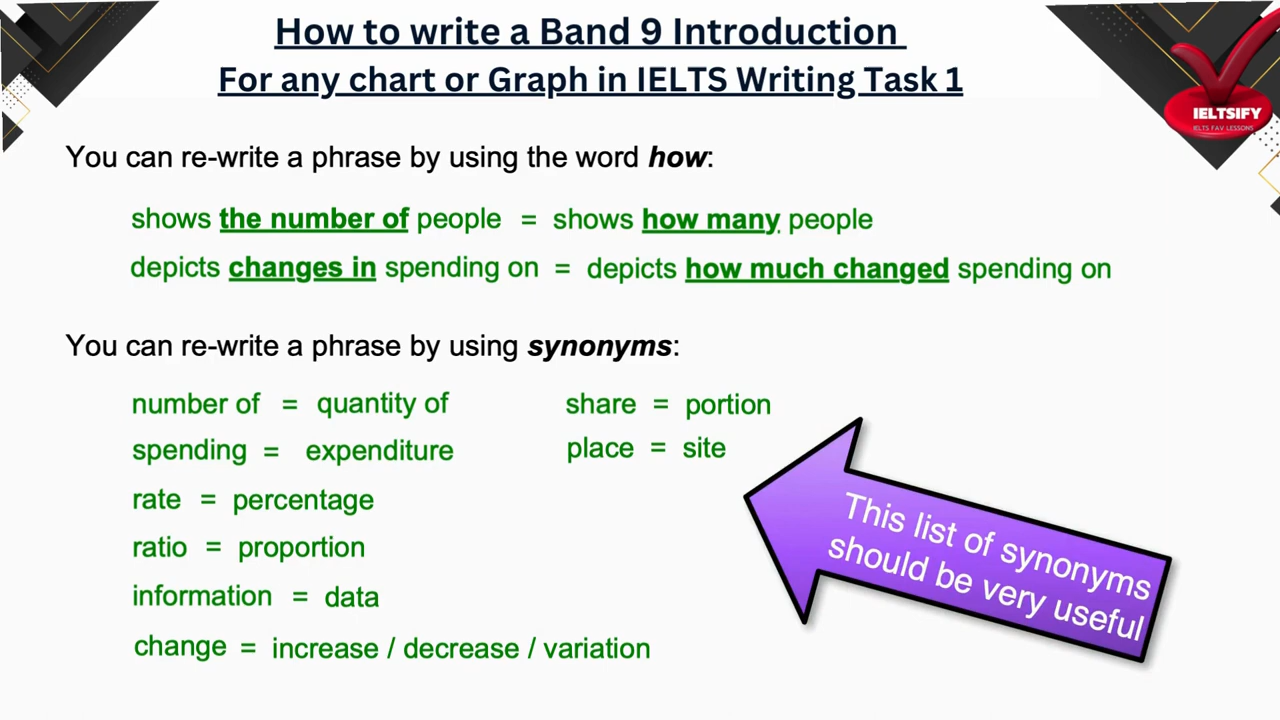 How to write a Band 9 Introduction
For any chart or Graph in IELTS Writing Task 1
IELTSIFY
IELTS FAV LESSONS
You can re-write a phrase by using the word how:
shows the number of people = shows how many people
depicts changes in spending on = depicts how much changed spending on
You can re-write a phrase by using synonyms:
number of = quantity of
spending = expenditure
rate = percentage
ratio = proportion
information = data
change = increase / decrease / variation
share = portion
place = site
This list of synonyms
should be very useful